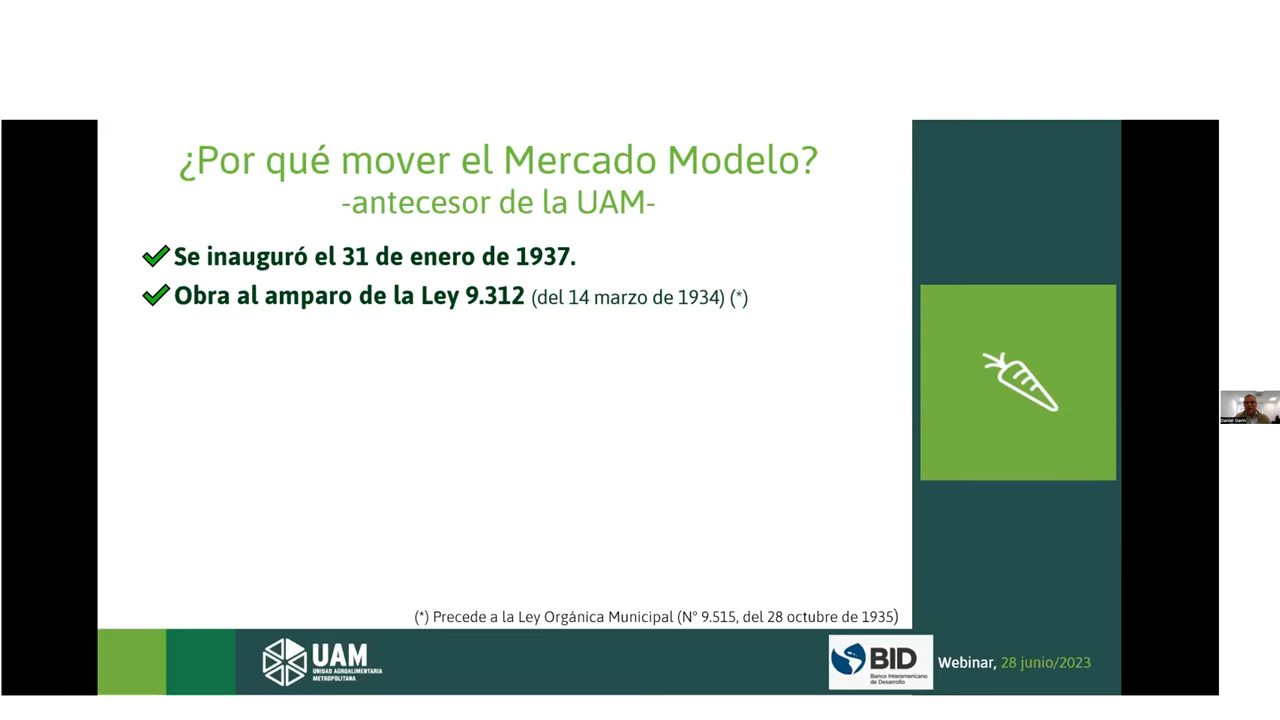 ¿Por qué mover el Mercado Modelo?
-antecesor de la UAM-
Se inauguró el 31 de enero de 1937.
Obra al amparo de la Ley 9.312 (del 14 marzo de 1934) (*)
Daniel Garín
(*) Precede a la Ley Orgánica Municipal (N° 9.515, del 28 octubre de 1935)
UAM
UNIDAD AGROALIMENTARIA
METROPOLITANA
BID
Banco Interamericano
de Desarrollo
Webinar, 28 junio/2023